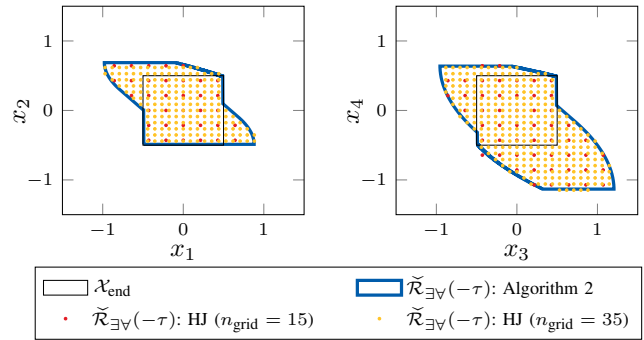 1
0
−1
x₂
−1 0 1
x₁
1
0
−1
x₄
−1 0 1
x₃
𝒳end
ℛ̌∃∀(−τ): Algorithm 2
ℛ̌∃∀(−τ): HJ (ngrid = 15)
ℛ̌∃∀(−τ): HJ (ngrid = 35)